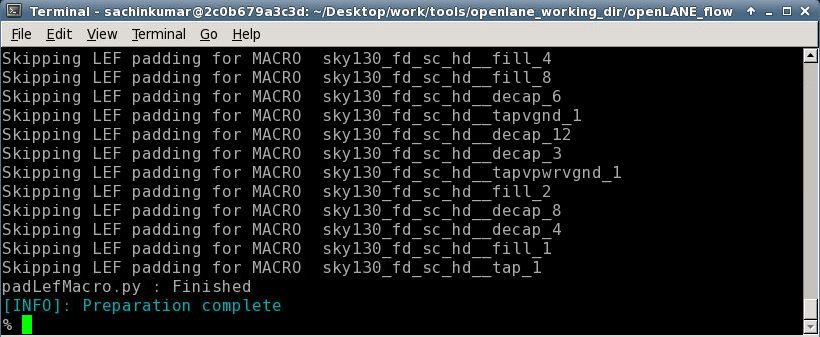 Terminal - sachinkumar@2c0b679a3c3d: ~/Desktop/work/tools/openlane_working_dir/openLANE_flow
File Edit View Terminal Go Help
Skipping LEF padding for MACRO  sky130_fd_sc_hd__fill_4
Skipping LEF padding for MACRO  sky130_fd_sc_hd__fill_8
Skipping LEF padding for MACRO  sky130_fd_sc_hd__decap_6
Skipping LEF padding for MACRO  sky130_fd_sc_hd__tapvgnd_1
Skipping LEF padding for MACRO  sky130_fd_sc_hd__decap_12
Skipping LEF padding for MACRO  sky130_fd_sc_hd__decap_3
Skipping LEF padding for MACRO  sky130_fd_sc_hd__tapvpwrvgnd_1
Skipping LEF padding for MACRO  sky130_fd_sc_hd__fill_2
Skipping LEF padding for MACRO  sky130_fd_sc_hd__decap_8
Skipping LEF padding for MACRO  sky130_fd_sc_hd__decap_4
Skipping LEF padding for MACRO  sky130_fd_sc_hd__fill_1
Skipping LEF padding for MACRO  sky130_fd_sc_hd__tap_1
padLefMacro.py : Finished
[INFO]: Preparation complete
%